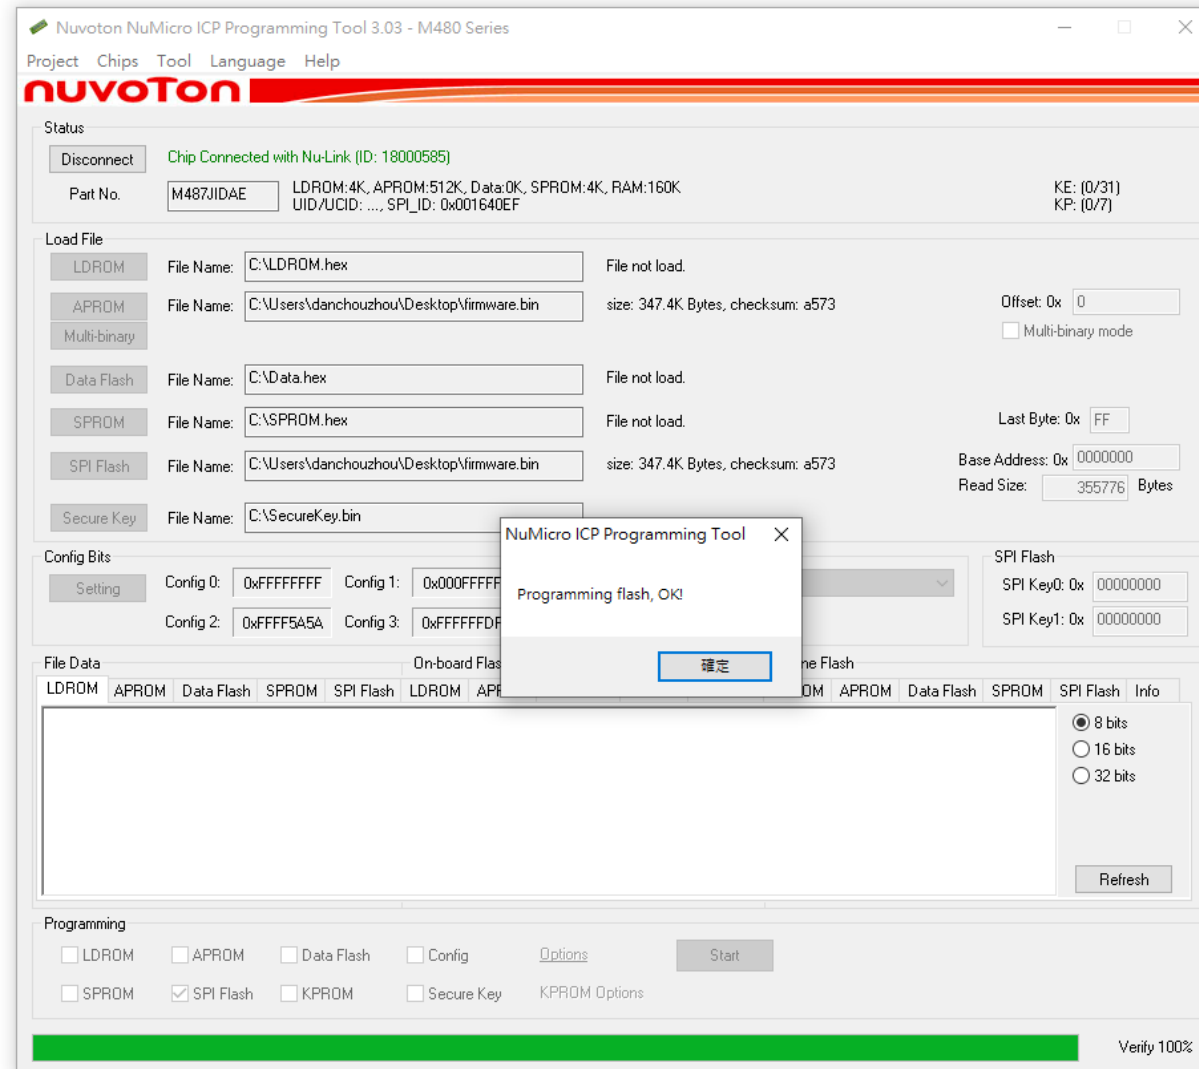 Nuvoton NuMicro ICP Programming Tool 3.03 - M480 Series
Project Chips Tool Language Help
nuvoTon
Status
Disconnect Chip Connected with Nu-Link (ID: 18000585)
Part No. M487JIDAE LDROM:4K, APROM:512K, Data:0K, SPROM:4K, RAM:160K KE: (0/31)
UID/UCID: ..., SPI_ID: 0x001640EF KP: (0/7)
Load File
LDROM File Name: C:\LDROM.hex File not load.
APROM File Name: C:\Users\danchouzhou\Desktop\firmware.bin size: 347.4K Bytes, checksum: a573 Offset: 0x 0
Multi-binary Multi-binary mode
Data Flash File Name: C:\Data.hex File not load.
SPROM File Name: C:\SPROM.hex File not load. Last Byte: 0x FF
SPI Flash File Name: C:\Users\danchouzhou\Desktop\firmware.bin size: 347.4K Bytes, checksum: a573 Base Address: 0x 0000000
Read Size: 355776 Bytes
Secure Key File Name: C:\SecureKey.bin
NuMicro ICP Programming Tool
Programming flash, OK!
確定
Config Bits SPI Flash
Setting Config 0: 0xFFFFFFFF Config 1: 0x000FFFFF SPI Key0: 0x 00000000
Config 2: 0xFFFF5A5A Config 3: 0xFFFFFFDF SPI Key1: 0x 00000000
File Data On-board Flas ne Flash
LDROM APROM Data Flash SPROM SPI Flash LDROM APF OM APROM Data Flash SPROM SPI Flash Info
8 bits
16 bits
32 bits
Refresh
Programming
LDROM APROM Data Flash Config Options Start
SPROM SPI Flash KPROM Secure Key KPROM Options
Verify 100%